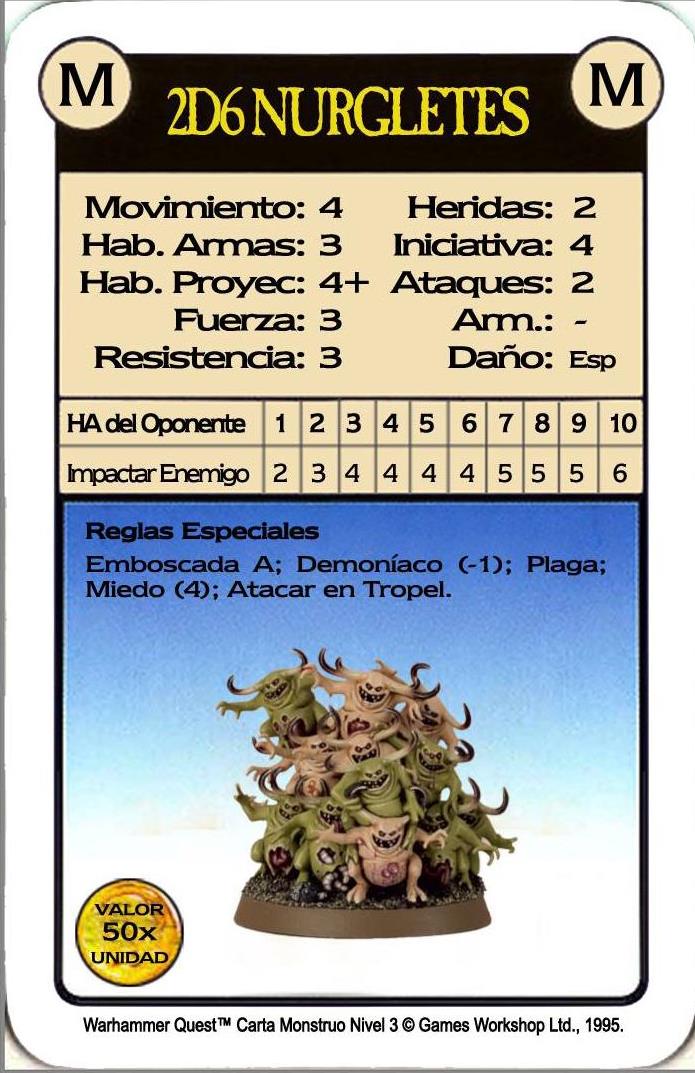 M
2D6 NURGLETES
M
Movimiento: 4 Heridas: 2
Hab. Armas: 3 Iniciativa: 4
Hab. Proyec: 4+ Ataques: 2
Fuerza: 3 Arm.: -
Resistencia: 3 Daño: Esp
HA del Oponente 1 2 3 4 5 6 7 8 9 10
Impactar Enemigo 2 3 4 4 4 4 5 5 5 6
Reglas Especiales
Emboscada A; Demoníaco (-1); Plaga;
Miedo (4); Atacar en Tropel.
VALOR
50x
UNIDAD
Warhammer Quest™ Carta Monstruo Nivel 3 © Games Workshop Ltd., 1995.